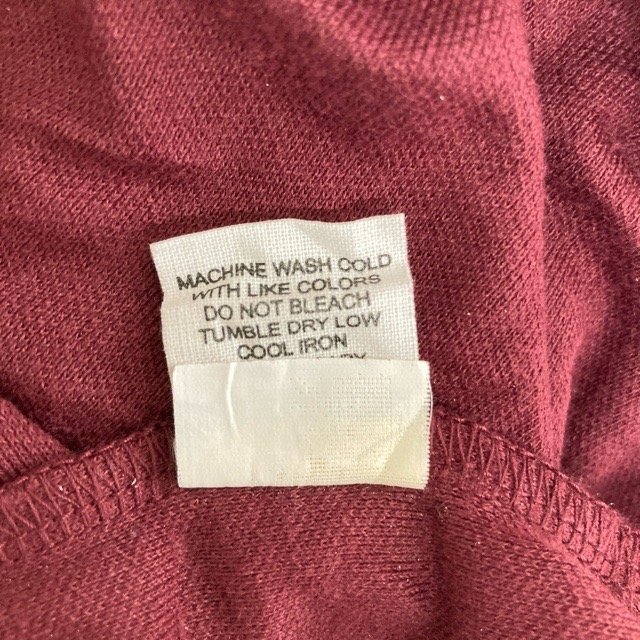 MACHINE WASH COLD
WITH LIKE COLORS
DO NOT BLEACH
TUMBLE DRY LOW
COOL IRON